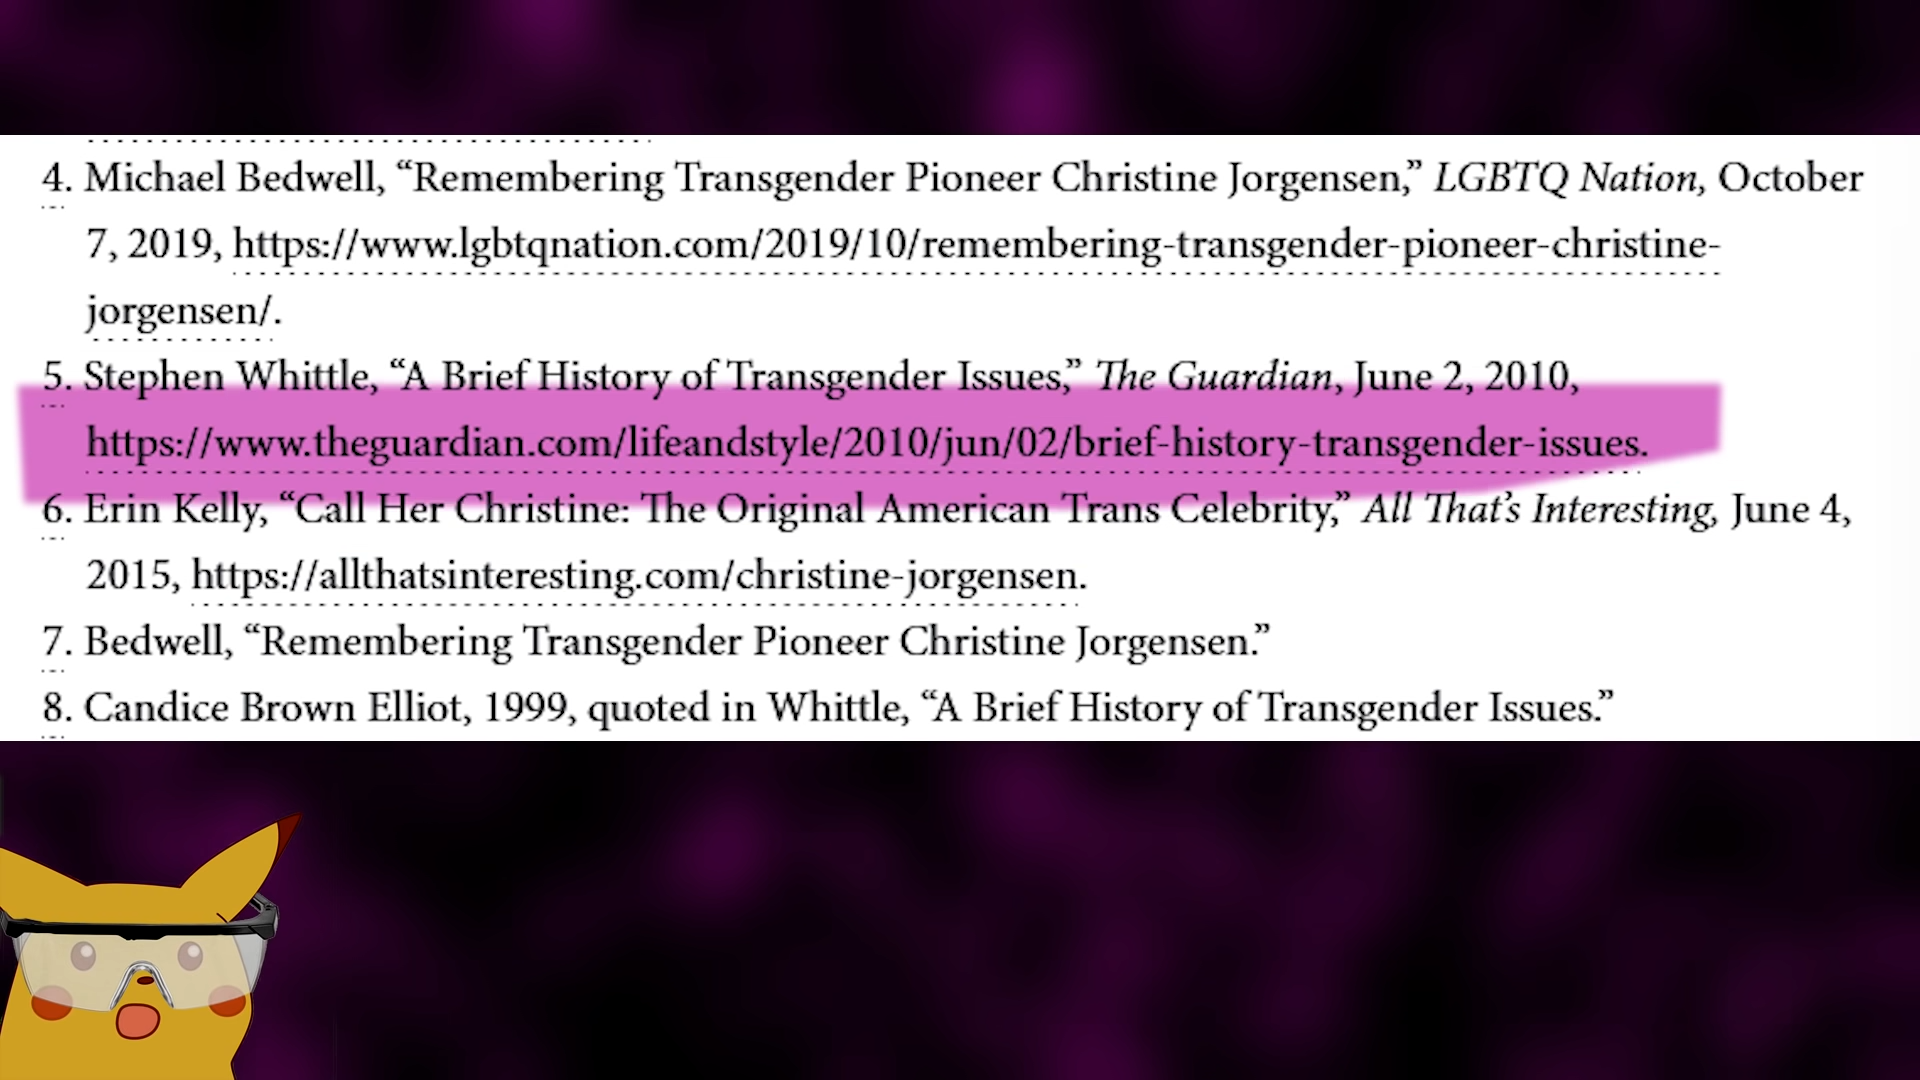 4. Michael Bedwell, “Remembering Transgender Pioneer Christine Jorgensen,” LGBTQ Nation, October
7, 2019, https://www.lgbtqnation.com/2019/10/remembering-transgender-pioneer-christine-
jorgensen/.
5. Stephen Whittle, “A Brief History of Transgender Issues,” The Guardian, June 2, 2010,
https://www.theguardian.com/lifeandstyle/2010/jun/02/brief-history-transgender-issues.
6. Erin Kelly, “Call Her Christine: The Original American Trans Celebrity,” All That’s Interesting, June 4,
2015, https://allthatsinteresting.com/christine-jorgensen.
7. Bedwell, “Remembering Transgender Pioneer Christine Jorgensen.”
8. Candice Brown Elliot, 1999, quoted in Whittle, “A Brief History of Transgender Issues.”